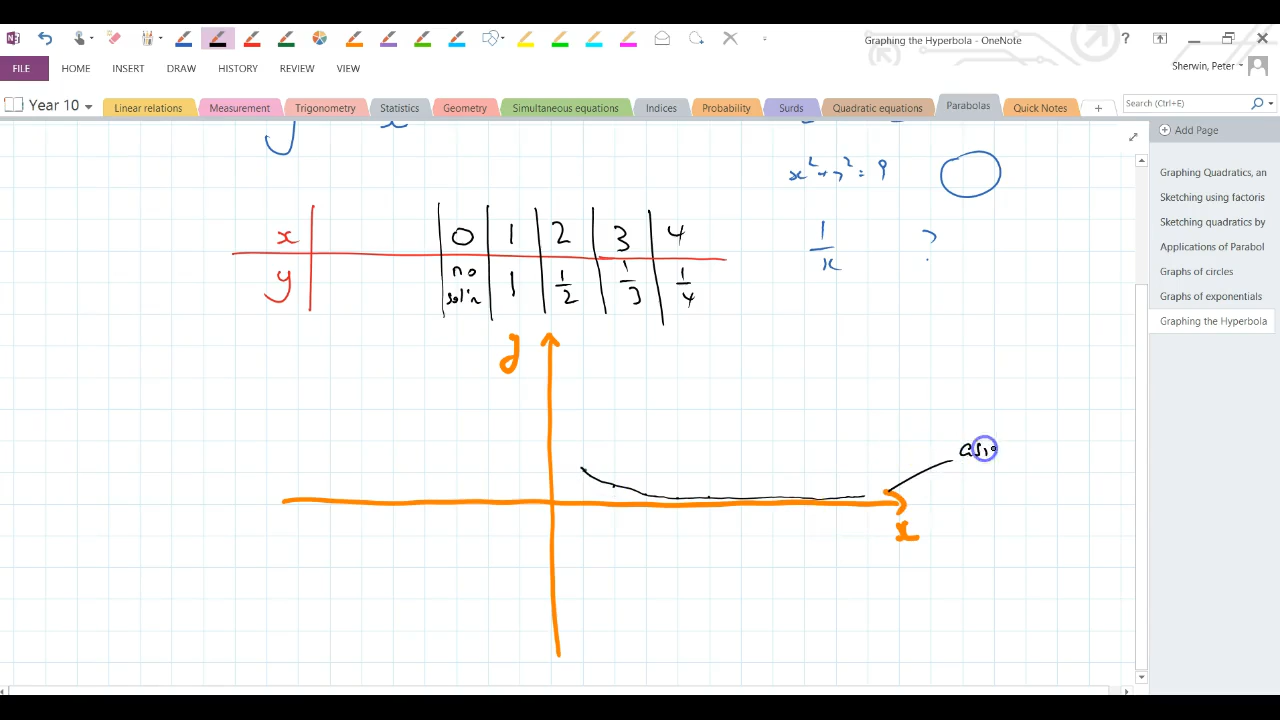 Graphing the Hyperbola - OneNote
?
FILE HOME INSERT DRAW HISTORY REVIEW VIEW
Sherwin, Peter
Year 10
Linear relations Measurement Trigonometry Statistics Geometry Simultaneous equations Indices Probability Surds Quadratic equations Parabolas Quick Notes +
Search (Ctrl+E)
Add Page
Graphing Quadratics, an
Sketching using factoris
Sketching quadratics by
Applications of Parabol
Graphs of circles
Graphs of exponentials
Graphing the Hyperbola
y x
x² + y² = 9
1/x ?
x 0 1 2 3 4
y no sol'n 1 1/2 1/3 1/4
y
x